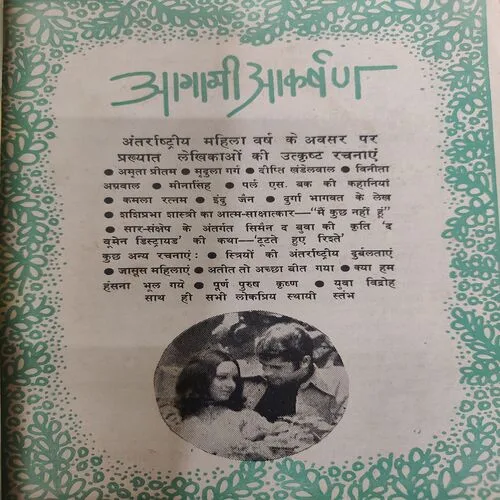 आगामी आकर्षण
अंतर्राष्ट्रीय महिला वर्ष के अवसर पर
प्रख्यात लेखिकाओं की उत्कृष्ट रचनाएं
● अमृता प्रीतम ● मृदुला गर्ग ● दीप्ति खंडेलवाल ● विनीता
अग्रवाल ● मीनासिंह ● पर्ल एस. बक की कहानियां
● कमला रत्नम ● इंदु जैन ● दुर्गा भागवत के लेख
● शशिप्रभा शास्त्री का आत्म-साक्षात्कार—“मैं कुछ नहीं हूं”
● सार-संक्षेप के अंतर्गत सिमॅन द बुवा की कृति ‘द
वूमेन डिस्ट्रायड’ की कथा—‘टूटते हुए रिश्ते’
कुछ अन्य रचनाएं : ● स्त्रियों की अंतर्राष्ट्रीय दुर्बलताएं
● जासूस महिलाएं ● अतीत तो अच्छा बीत गया ● क्या हम
हंसना भूल गये ● पूर्ण पुरुष कृष्ण ● युवा विद्रोह
साथ ही सभी लोकप्रिय स्थायी स्तंभ